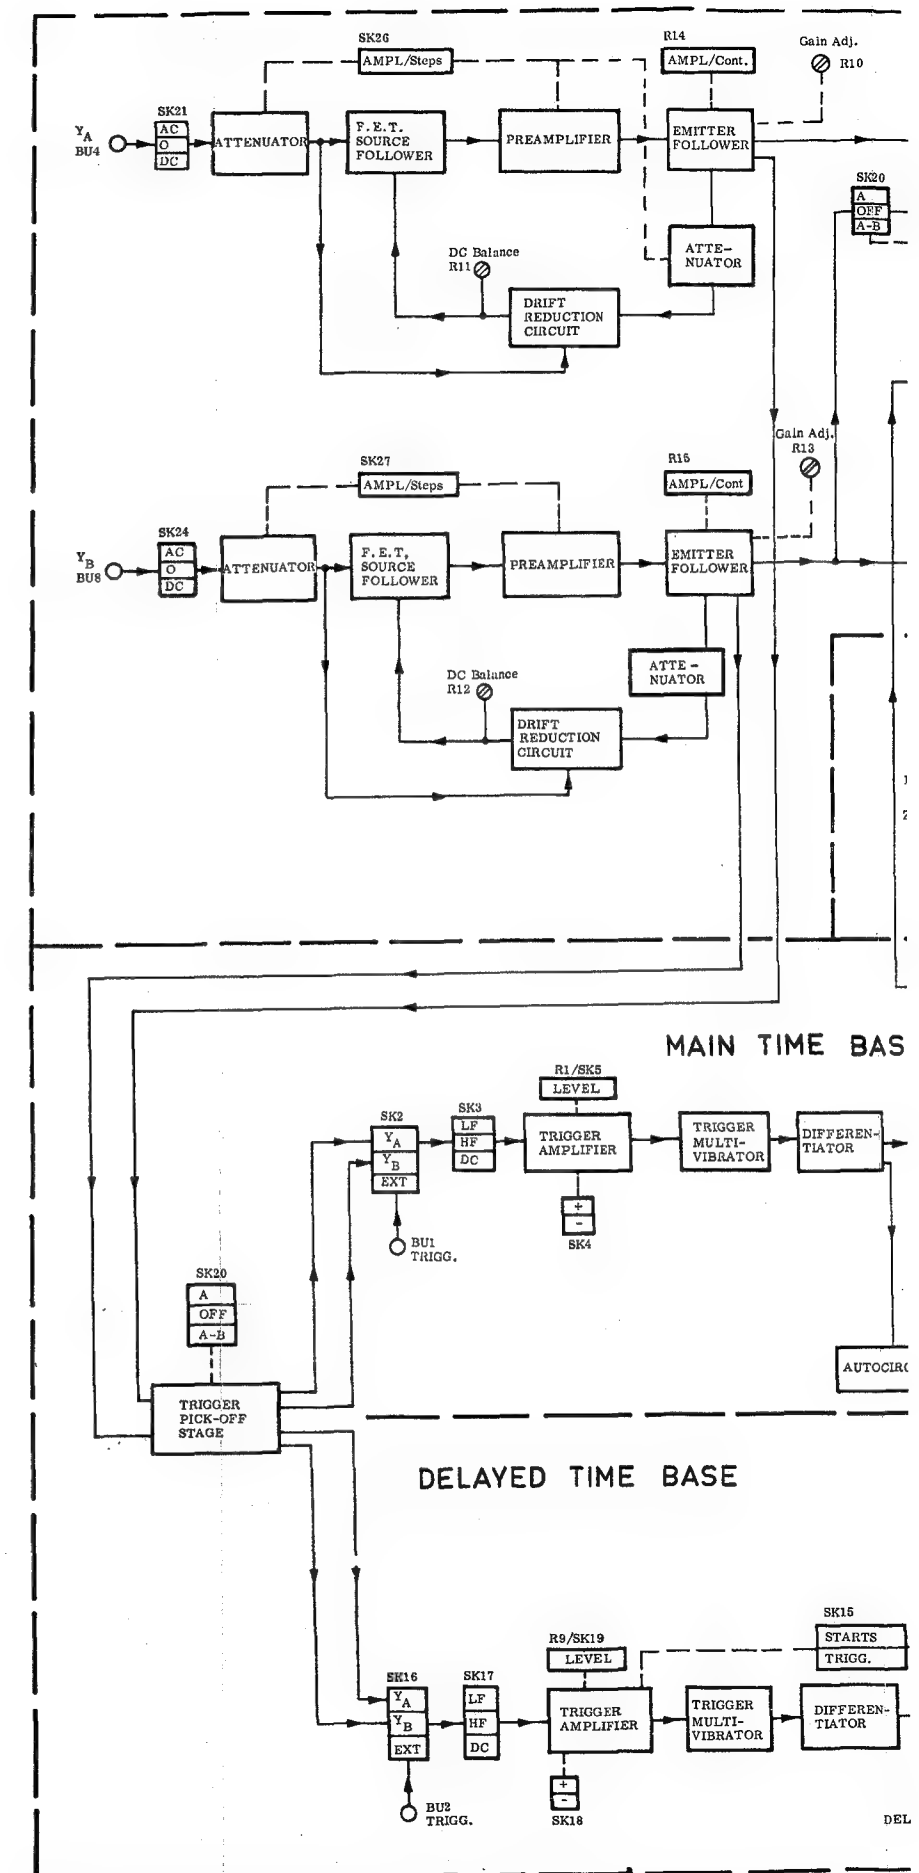 SK26
AMPL/Steps
R14
AMPL/Cont.
Gain Adj.
R10
SK21
AC
O
DC
YA
BU4
ATTENUATOR
F.E.T.
SOURCE
FOLLOWER
PREAMPLIFIER
EMITTER
FOLLOWER
SK20
A
OFF
A-B
ATTE-
NUATOR
DC Balance
R11
DRIFT
REDUCTION
CIRCUIT
Gain Adj.
R13
SK27
AMPL/Steps
R15
AMPL/Cont
SK24
AC
O
DC
YB
BU8
ATTENUATOR
F.E.T,
SOURCE
FOLLOWER
PREAMPLIFIER
EMITTER
FOLLOWER
ATTE-
NUATOR
DC Balance
R12
DRIFT
REDUCTION
CIRCUIT
MAIN TIME BAS
R1/SK5
LEVEL
SK2
YA
YB
EXT
SK3
LF
HF
DC
TRIGGER
AMPLIFIER
TRIGGER
MULTI-
VIBRATOR
DIFFEREN-
TIATOR
+
-
SK4
BU1
TRIGG.
SK20
A
OFF
A-B
AUTOCIRC
TRIGGER
PICK-OFF
STAGE
DELAYED TIME BASE
SK15
STARTS
TRIGG.
R9/SK19
LEVEL
SK16
YA
YB
EXT
SK17
LF
HF
DC
TRIGGER
AMPLIFIER
TRIGGER
MULTI-
VIBRATOR
DIFFEREN-
TIATOR
+
-
SK18
BU2
TRIGG.
DEL